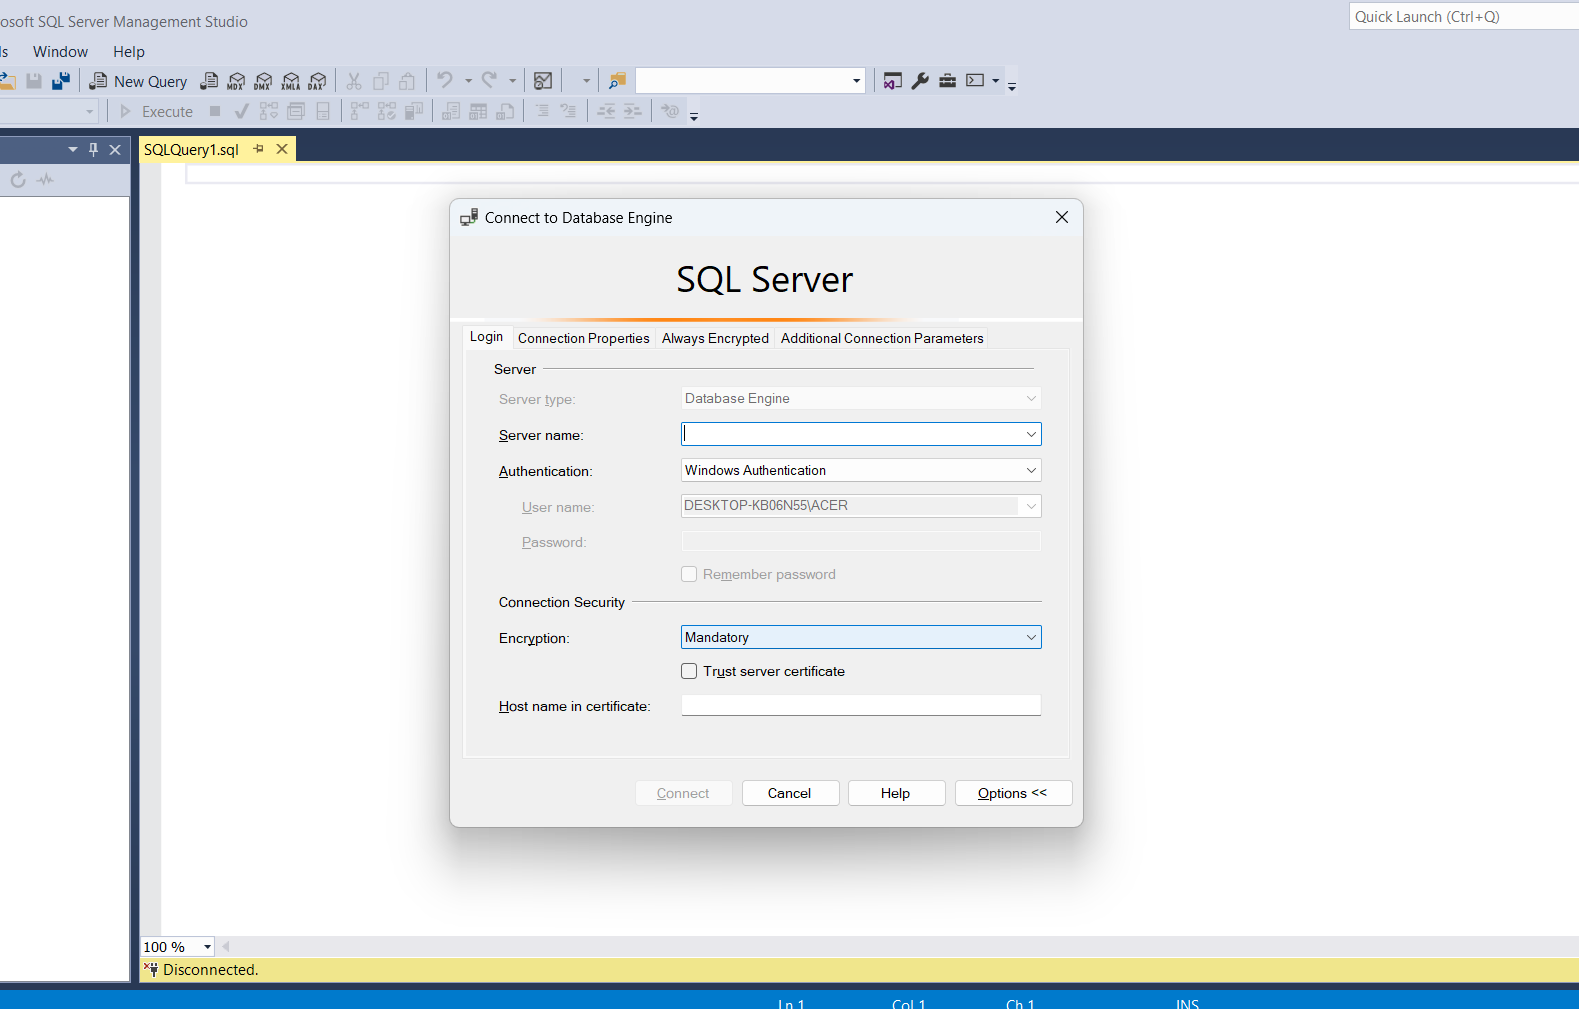 osoft SQL Server Management Studio
Quick Launch (Ctrl+Q)
ls Window Help
New Query MDX DMX XMLA DAX
Execute
SQLQuery1.sql
Connect to Database Engine
SQL Server
Login Connection Properties Always Encrypted Additional Connection Parameters
Server
Server type: Database Engine
Server name:
Authentication: Windows Authentication
User name: DESKTOP-KB06N55\ACER
Password:
Remember password
Connection Security
Encryption: Mandatory
Trust server certificate
Host name in certificate:
Connect Cancel Help Options <<
100 %
Disconnected.
Ln 1 Col 1 Ch 1 INS